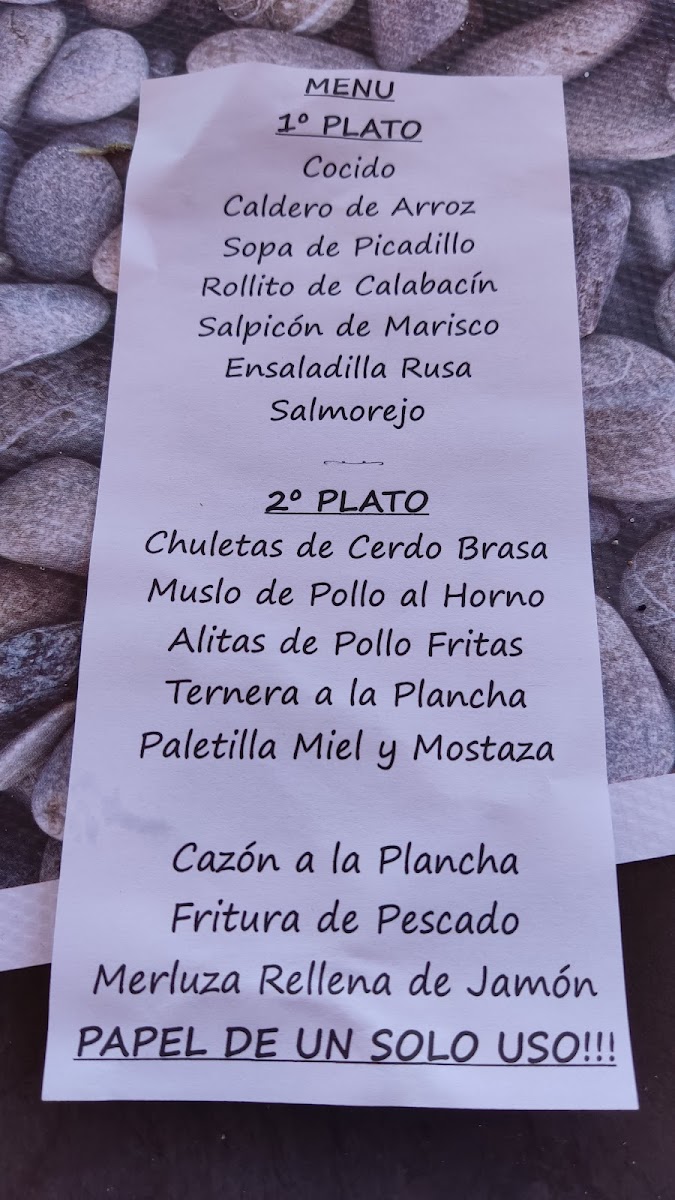 MENU
1º PLATO
Cocido
Caldero de Arroz
Sopa de Picadillo
Rollito de Calabacín
Salpicón de Marisco
Ensaladilla Rusa
Salmorejo
2º PLATO
Chuletas de Cerdo Brasa
Muslo de Pollo al Horno
Alitas de Pollo Fritas
Ternera a la Plancha
Paletilla Miel y Mostaza
Cazón a la Plancha
Fritura de Pescado
Merluza Rellena de Jamón
PAPEL DE UN SOLO USO!!!